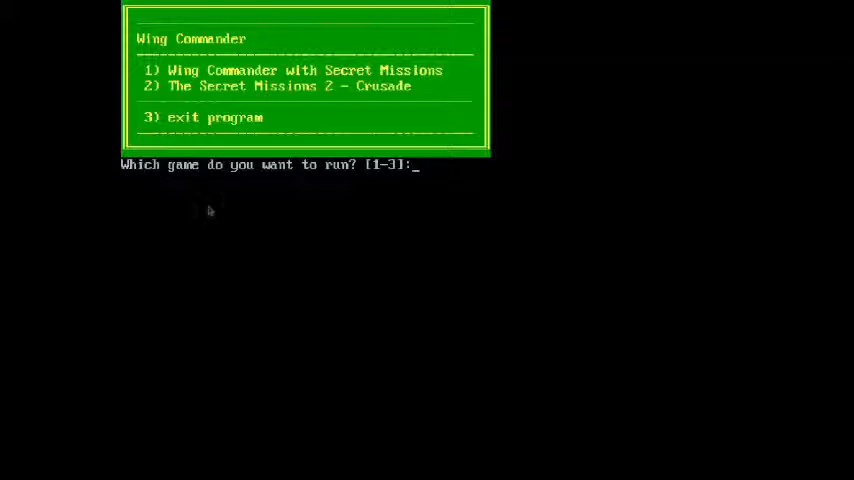 Wing Commander
1) Wing Commander with Secret Missions
2) The Secret Missions 2 - Crusade
3) exit program
Which game do you want to run? [1-3]:_